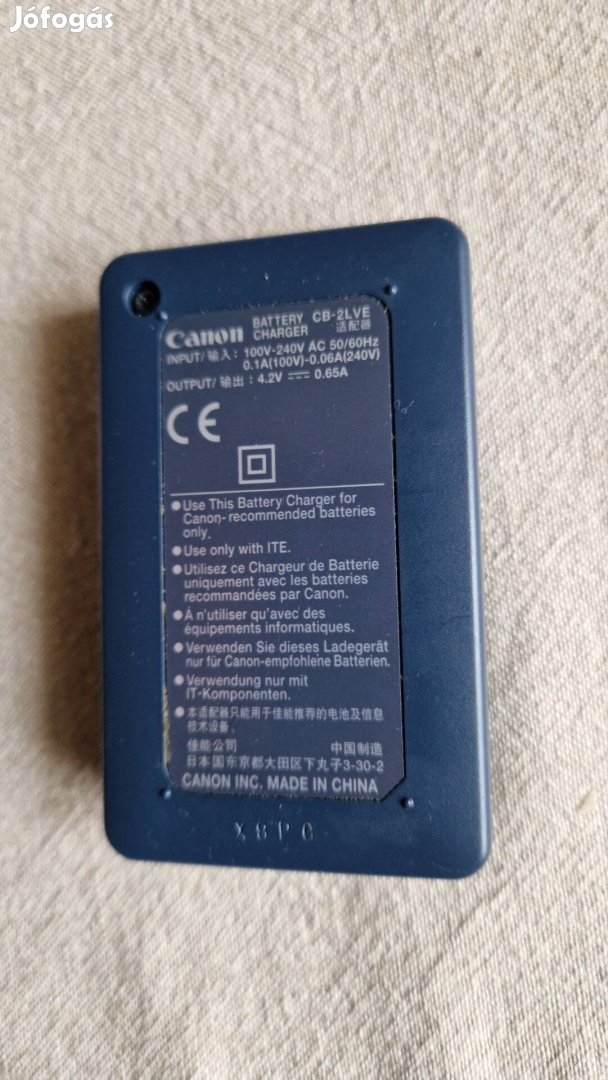 Jófogás
Canon BATTERY CHARGER CB-2LVE 适配器
INPUT/输入: 100V-240V AC 50/60Hz
0.1A(100V)-0.06A(240V)
OUTPUT/输出: 4.2V ⎓ 0.65A
CE
●Use This Battery Charger for
Canon-recommended batteries
only.
●Use only with ITE.
●Utilisez ce Chargeur de Batterie
uniquement avec les batteries
recommandées par Canon.
●Á n'utiliser qu'avec des
équipements informatiques.
●Verwenden Sie dieses Ladegerät
nur für Canon-empfohlene Batterien.
●Verwendung nur mit
IT-Komponenten.
●本适配器只能用于佳能推荐的电池及信息
技术设备。
佳能公司 中国制造
日本国东京都大田区下丸子3-30-2
CANON INC. MADE IN CHINA